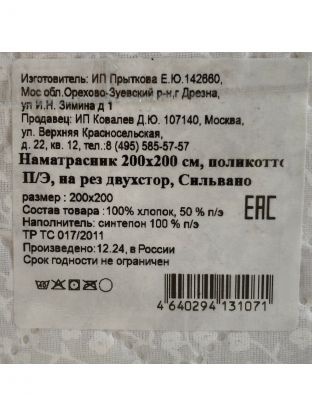 Изготовитель: ИП Прыткова Е.Ю.142660,
Мос обл.Орехово-Зуевский р-н,г Дрезна,
ул И.Н. Зимина д 1
Продавец: ИП Ковалев Д.Ю. 107140, Москва,
ул. Верхняя Красносельская,
д. 22, кв. 12, тел.:8 (495) 585-57-57
Наматрасник 200х200 см, поликотто
П/Э, на рез двухстор, Сильвано
размер : 200x200
Состав товара : 100% хлопок, 50 % п/э
Наполнитель: синтепон 100 % п/э
ТР ТС 017/2011
EAC
Произведено: 12.24, в России
Срок годности не ограничен
4 640294 131071